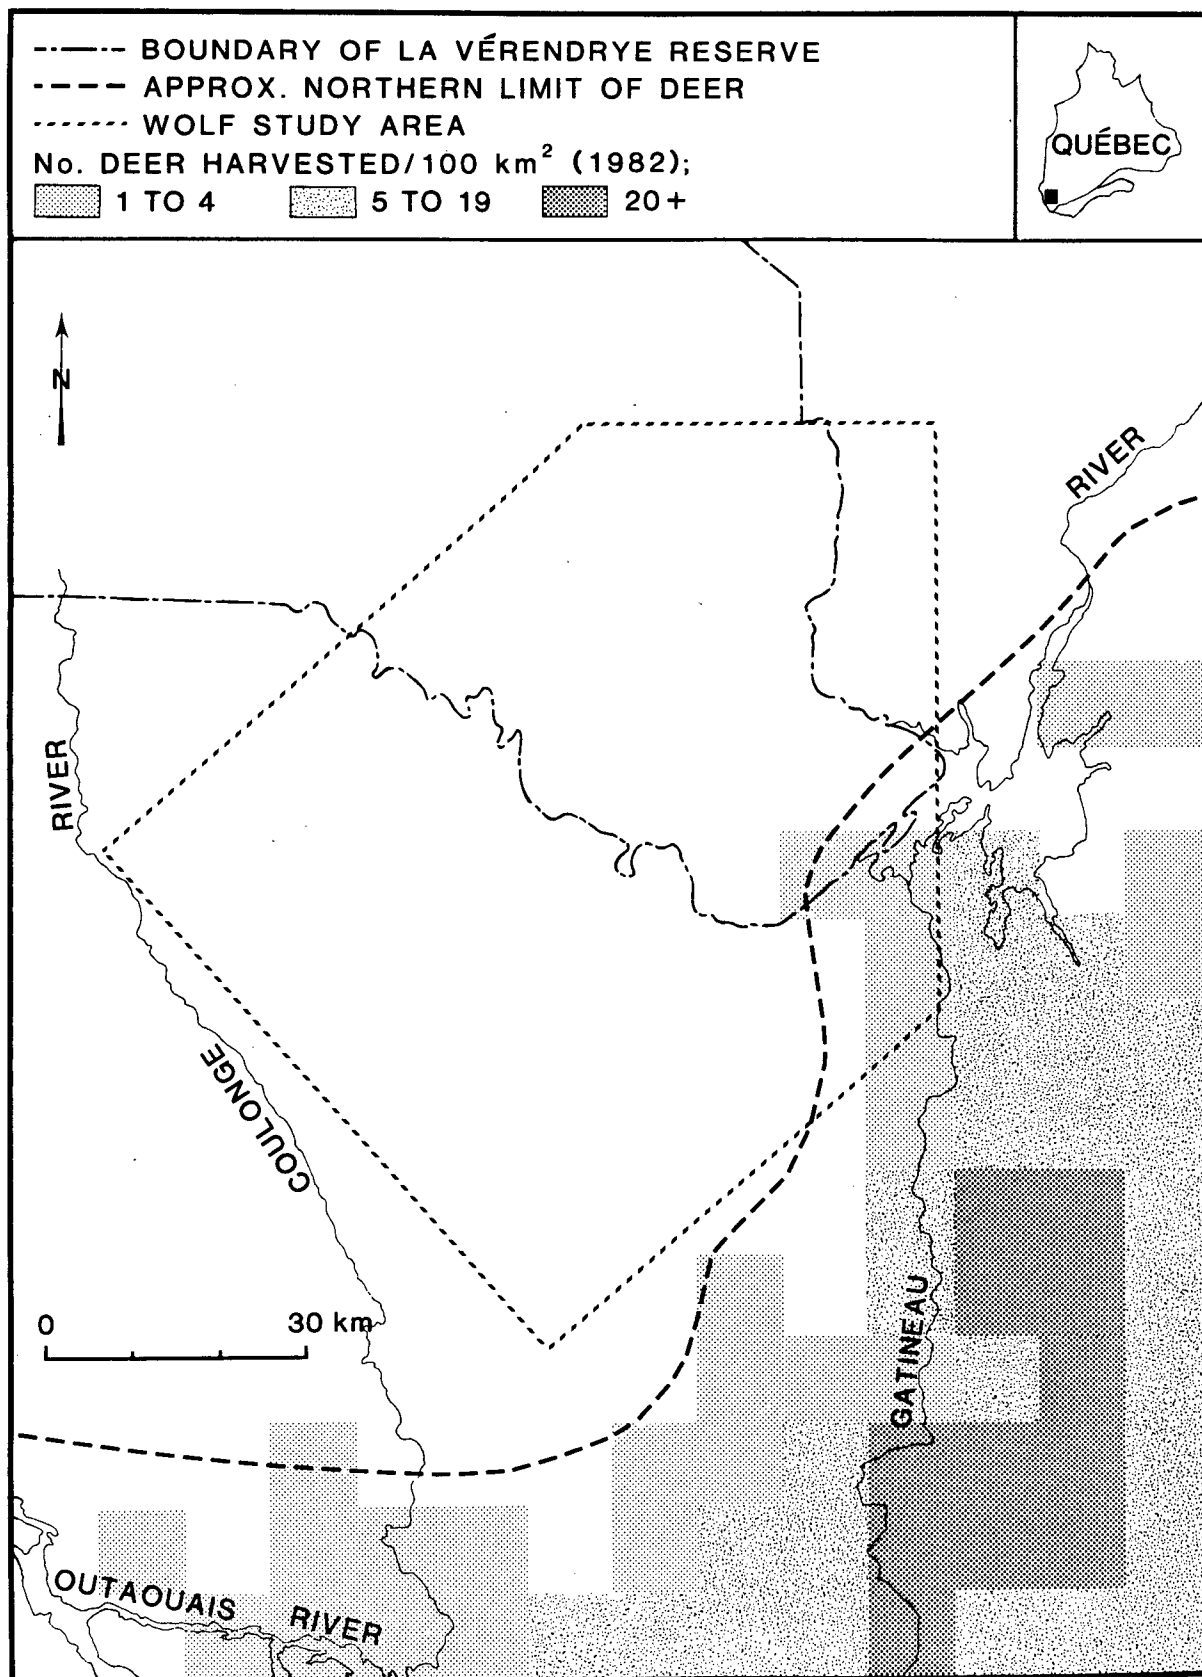 BOUNDARY OF LA VÉRENDRYE RESERVE
APPROX. NORTHERN LIMIT OF DEER
WOLF STUDY AREA
No. DEER HARVESTED/100 km² (1982);
1 TO 4 5 TO 19 20+
QUÉBEC
N
RIVER
RIVER
COULONGE
0 30 km
GATINEAU
OUTAOUAIS RIVER